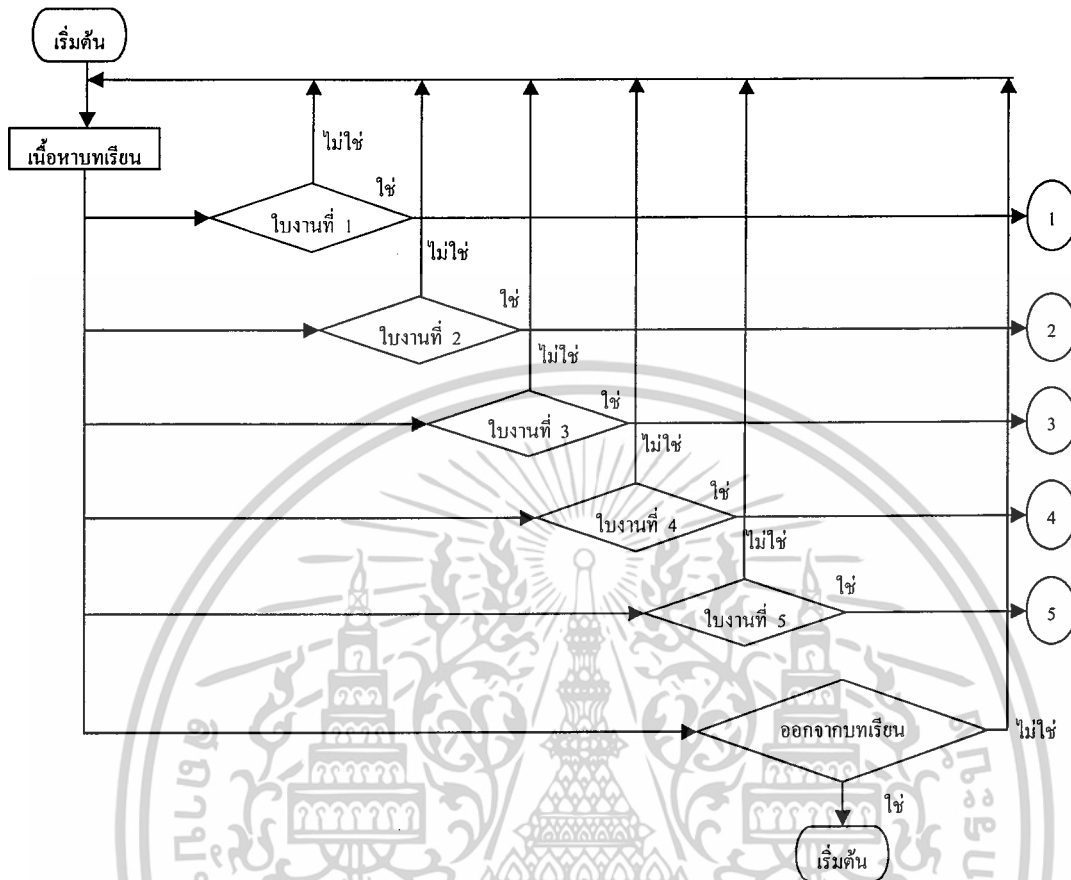 เริ่มต้น
เนื้อหาบทเรียน
ไม่ใช่
ใช่
ใบงานที่ 1
1
ไม่ใช่
ใช่
ใบงานที่ 2
2
ไม่ใช่
ใช่
ใบงานที่ 3
3
ไม่ใช่
ใช่
ใบงานที่ 4
4
ไม่ใช่
ใช่
ใบงานที่ 5
5
ออกจากบทเรียน
ไม่ใช่
ใช่
เริ่มต้น